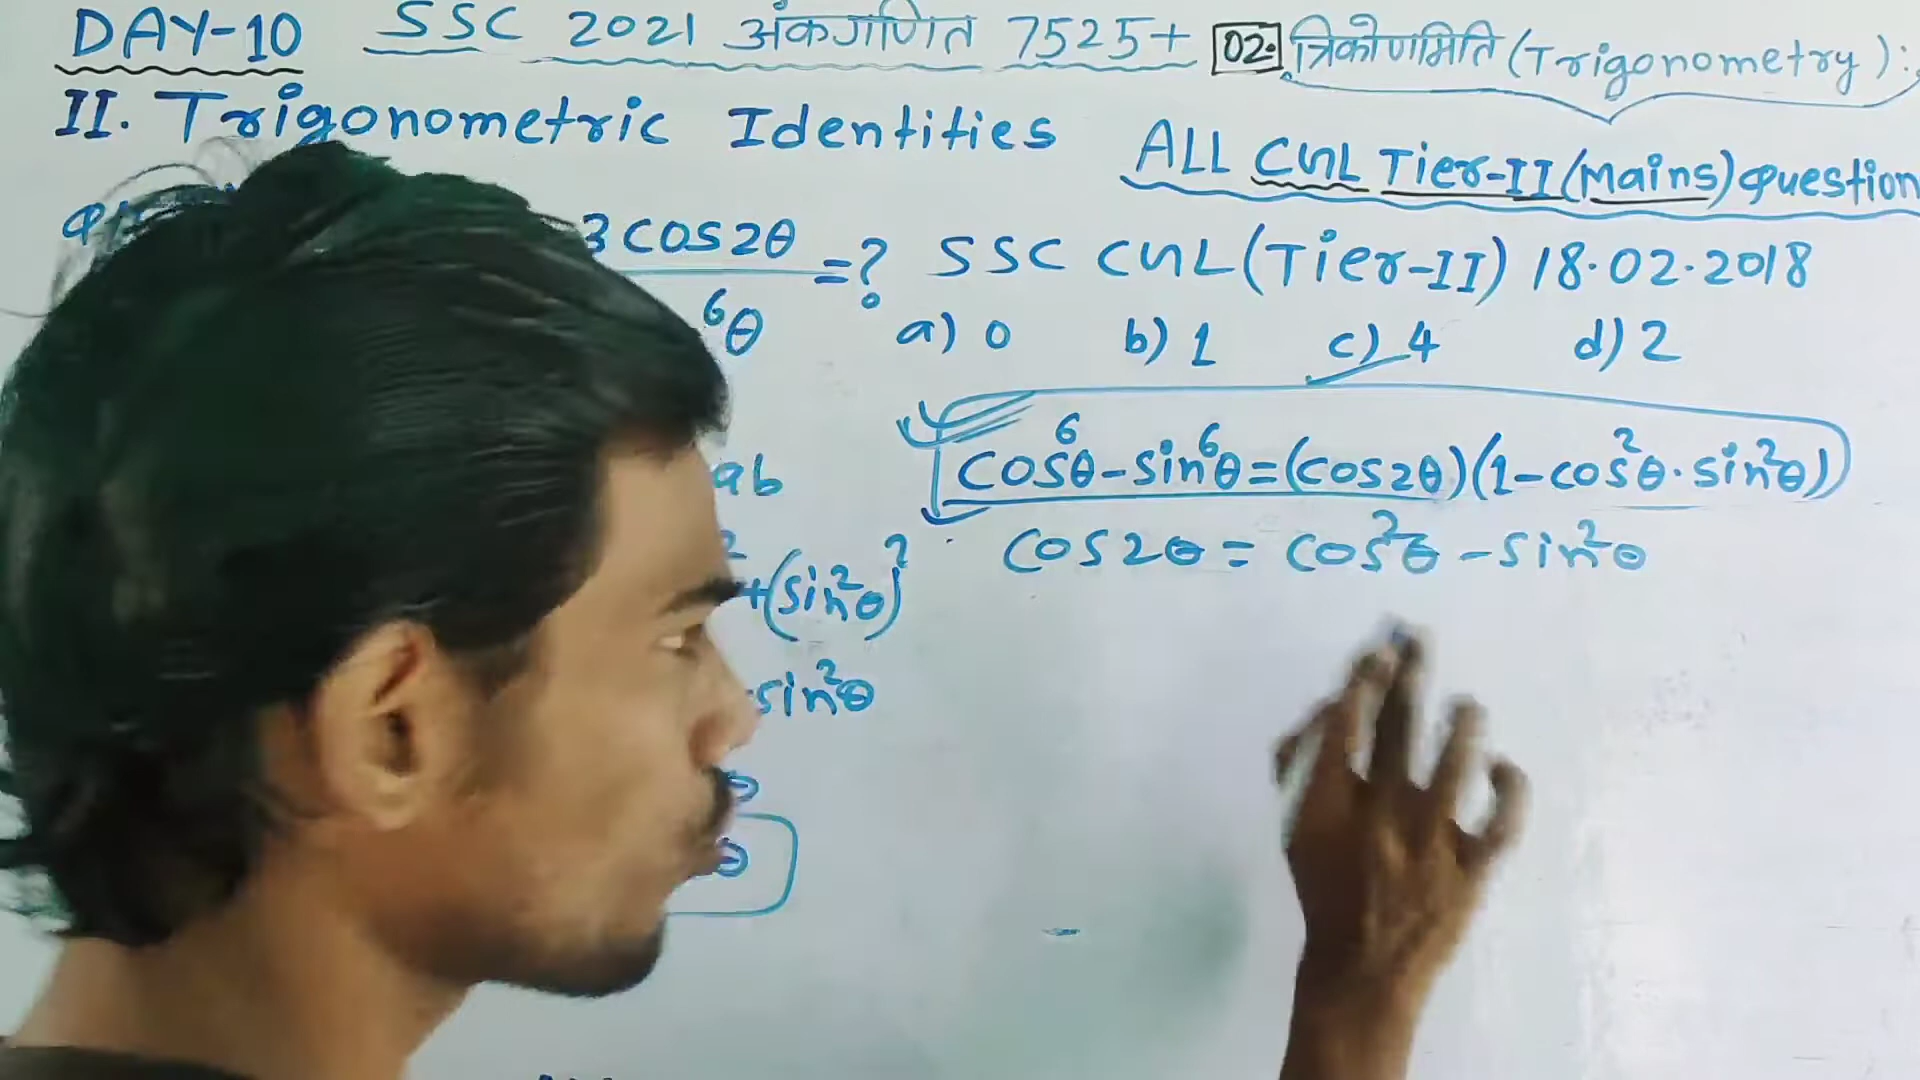 DAY-10 SSC 2021 अंकगणित 7525+ 02. त्रिकोणमिति (Trigonometry):
II. Trigonometric Identities
ALL CGL Tier-II (Mains) Question
3 cos2θ = ? SSC CGL (Tier-II) 18.02.2018
⁶θ a) 0 b) 1 c) 4 d) 2
cos⁶θ-sin⁶θ=(cos2θ)(1-cos²θ·sin²θ)
ab
cos2θ = cos²θ - sin²θ
+(sin²θ)²
sin²θ
θ
θ